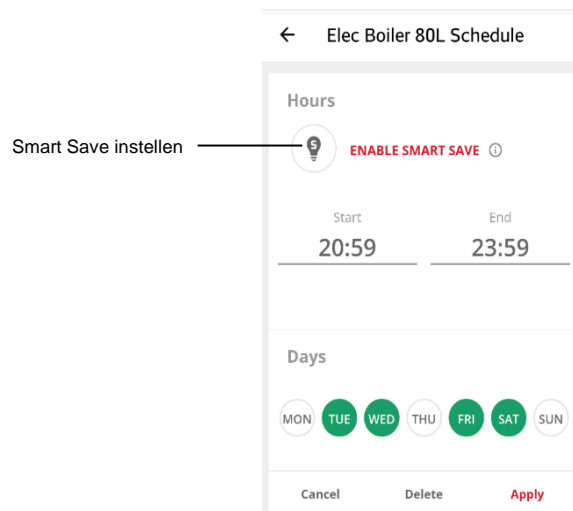 Elec Boiler 80L Schedule
Hours
Smart Save instellen
S
ENABLE SMART SAVE
Start End
20:59 23:59
Days
MON TUE WED THU FRI SAT SUN
Cancel Delete Apply